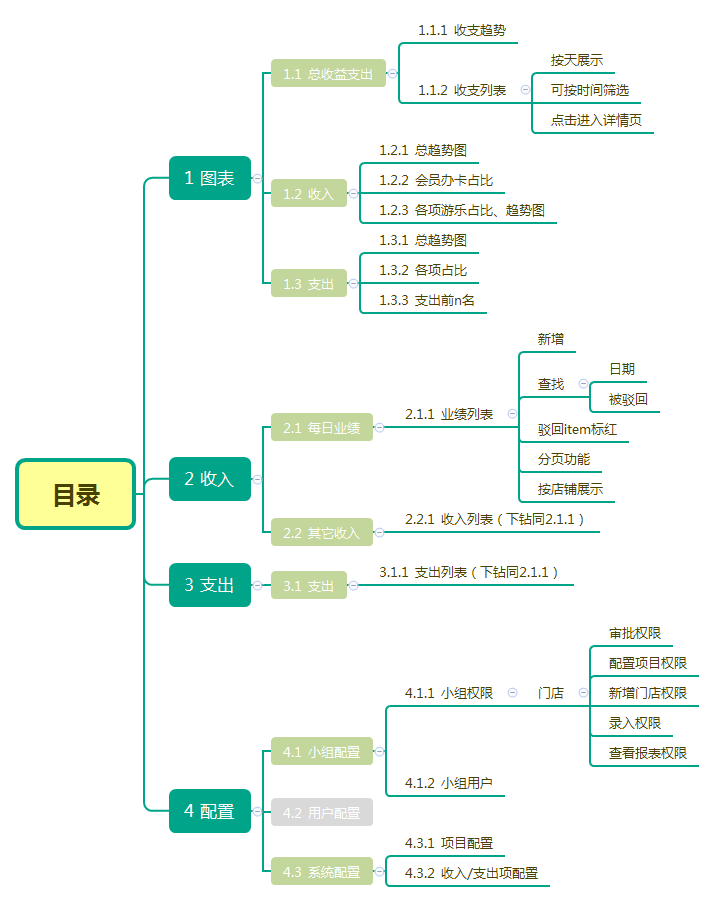 目录
1 图表
1.1 总收益支出
1.1.1 收支趋势
1.1.2 收支列表
按天展示
可按时间筛选
点击进入详情页
1.2 收入
1.2.1 总趋势图
1.2.2 会员办卡占比
1.2.3 各项游乐占比、趋势图
1.3 支出
1.3.1 总趋势图
1.3.2 各项占比
1.3.3 支出前n名
2 收入
2.1 每日业绩
2.1.1 业绩列表
新增
查找
日期
被驳回
驳回item标红
分页功能
按店铺展示
2.2 其它收入
2.2.1 收入列表（下钻同2.1.1）
3 支出
3.1 支出
3.1.1 支出列表（下钻同2.1.1）
4 配置
4.1 小组配置
4.1.1 小组权限
门店
审批权限
配置项目权限
新增门店权限
录入权限
查看报表权限
4.1.2 小组用户
4.2 用户配置
4.3 系统配置
4.3.1 项目配置
4.3.2 收入/支出项配置